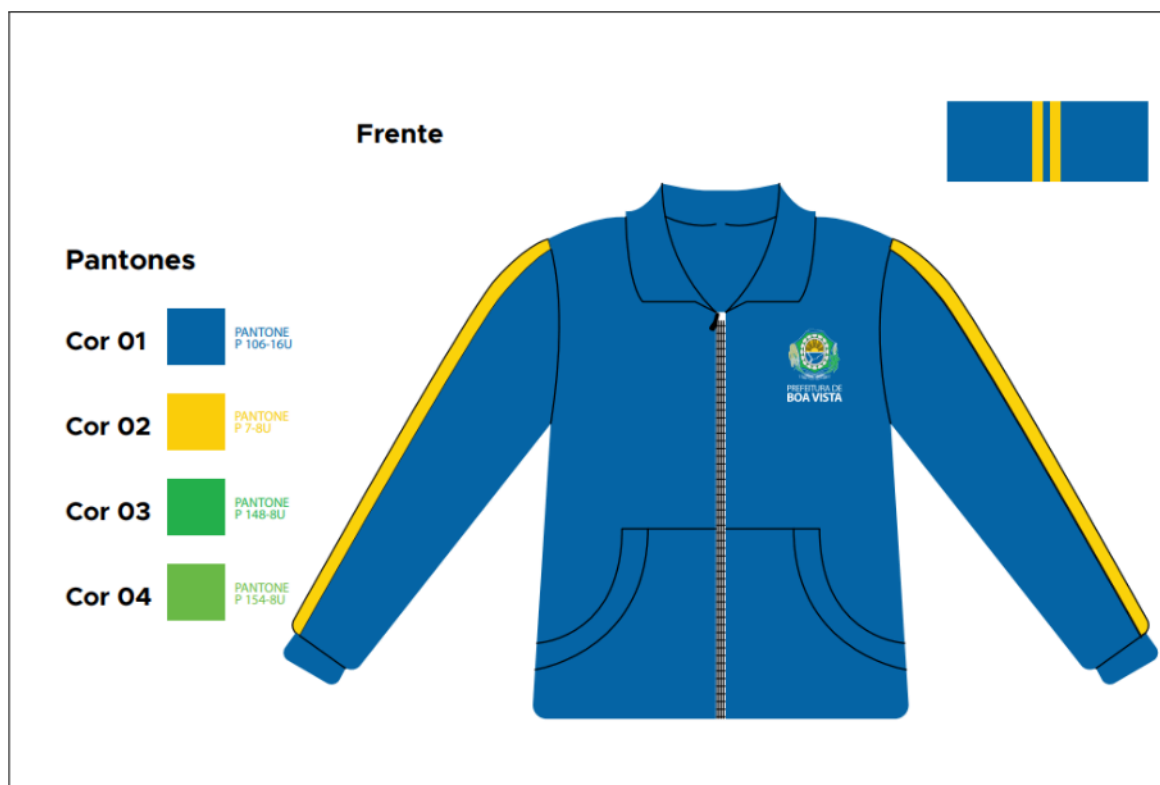 Frente
Pantones
Cor 01
PANTONE
P 106-16U
Cor 02
PANTONE
P 7-8U
Cor 03
PANTONE
P 148-8U
Cor 04
PANTONE
P 154-8U
PREFEITURA DE
BOA VISTA